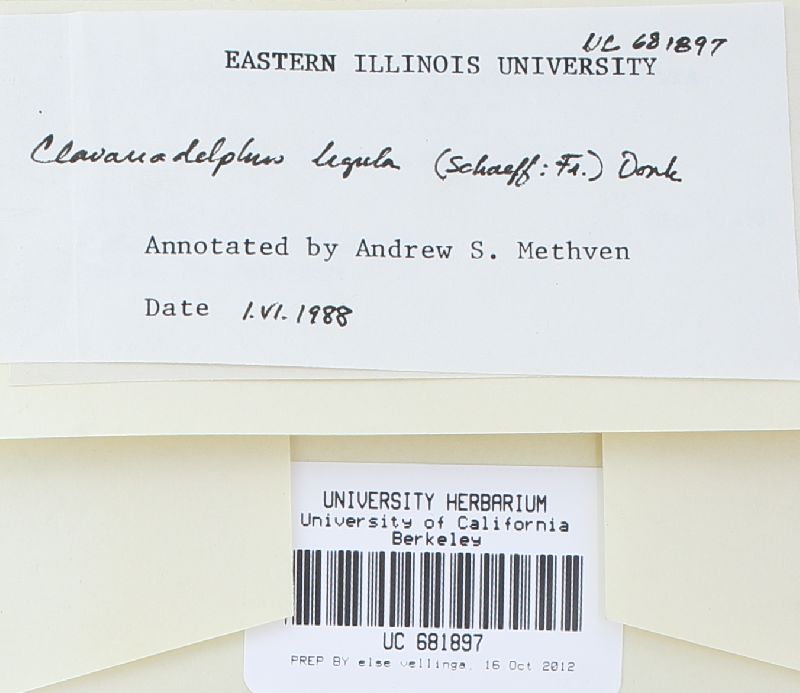 UC 681897
EASTERN ILLINOIS UNIVERSITY
Clavariadelphus ligula (Schaeff: Fr.) Donk
Annotated by Andrew S. Methven
Date 1.VI.1988
UNIVERSITY HERBARIUM
University of California
Berkeley
UC 681897
PREP BY else vellinga, 16 Oct 2012